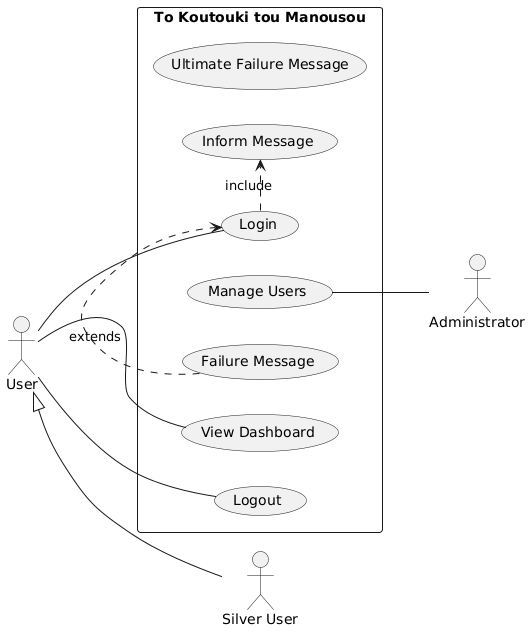 To Koutouki tou Manousou
Ultimate Failure Message
Inform Message
include
Login
Manage Users
Administrator
extends
Failure Message
User
View Dashboard
Logout
Silver User